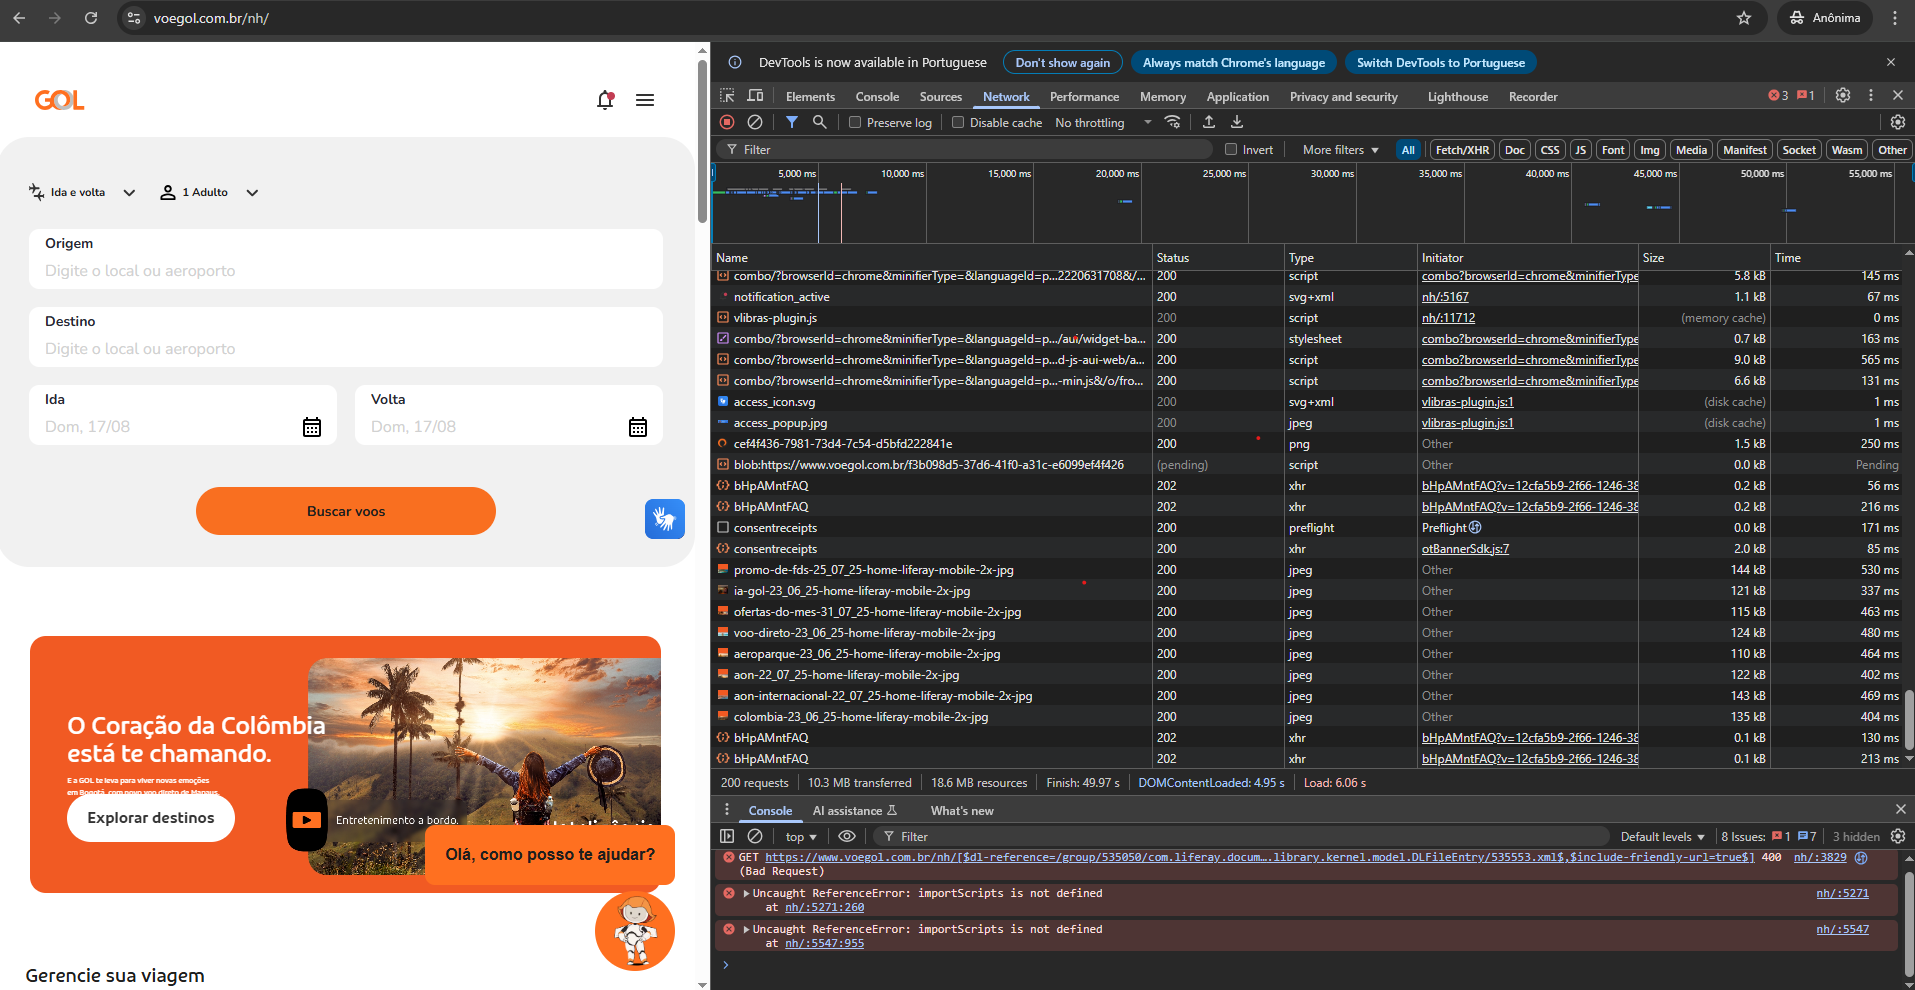 voegol.com.br/nh/
Anônima
GOL
Ida e volta
1 Adulto
Origem
Digite o local ou aeroporto
Destino
Digite o local ou aeroporto
Ida
Dom, 17/08
Volta
Dom, 17/08
Buscar voos
O Coração da Colômbia
está te chamando.
E a GOL te leva para viver novas emoções
em Bogotá, com novo voo direto de Manaus.
Explorar destinos
Entretenimento a bordo.
Olá, como posso te ajudar?
Gerencie sua viagem
DevTools is now available in Portuguese
Don't show again
Always match Chrome's language
Switch DevTools to Portuguese
Elements
Console
Sources
Network
Performance
Memory
Application
Privacy and security
Lighthouse
Recorder
3
1
Preserve log
Disable cache
No throttling
Filter
Invert
More filters
All
Fetch/XHR
Doc
CSS
JS
Font
Img
Media
Manifest
Socket
Wasm
Other
5,000 ms
10,000 ms
15,000 ms
20,000 ms
25,000 ms
30,000 ms
35,000 ms
40,000 ms
45,000 ms
50,000 ms
55,000 ms
Name Status Type Initiator Size Time
combo/?browserId=chrome&minifierType=&languageId=p...2220631708&/... 200 script combo?browserId=chrome&minifierType 5.8 kB 145 ms
notification_active 200 svg+xml nh/:5167 1.1 kB 67 ms
vlibras-plugin.js 200 script nh/:11712 (memory cache) 0 ms
combo/?browserId=chrome&minifierType=&languageId=p.../aui/widget-ba... 200 stylesheet combo?browserId=chrome&minifierType 0.7 kB 163 ms
combo/?browserId=chrome&minifierType=&languageId=p...d-js-aui-web/a... 200 script combo?browserId=chrome&minifierType 9.0 kB 565 ms
combo/?browserId=chrome&minifierType=&languageId=p...-min.js&/o/fro... 200 script combo?browserId=chrome&minifierType 6.6 kB 131 ms
access_icon.svg 200 svg+xml vlibras-plugin.js:1 (disk cache) 1 ms
access_popup.jpg 200 jpeg vlibras-plugin.js:1 (disk cache) 1 ms
cef4f436-7981-73d4-7c54-d5bfd222841e 200 png Other 1.5 kB 250 ms
blob:https://www.voegol.com.br/f3b098d5-37d6-41f0-a31c-e6099ef4f426 (pending) script Other 0.0 kB Pending
bHpAMntFAQ 202 xhr bHpAMntFAQ?v=12cfa5b9-2f66-1246-38 0.2 kB 56 ms
bHpAMntFAQ 202 xhr bHpAMntFAQ?v=12cfa5b9-2f66-1246-38 0.2 kB 216 ms
consentreceipts 200 preflight Preflight 0.0 kB 171 ms
consentreceipts 200 xhr otBannerSdk.js:7 2.0 kB 85 ms
promo-de-fds-25_07_25-home-liferay-mobile-2x-jpg 200 jpeg Other 144 kB 530 ms
ia-gol-23_06_25-home-liferay-mobile-2x-jpg 200 jpeg Other 121 kB 337 ms
ofertas-do-mes-31_07_25-home-liferay-mobile-2x-jpg 200 jpeg Other 115 kB 463 ms
voo-direto-23_06_25-home-liferay-mobile-2x-jpg 200 jpeg Other 124 kB 480 ms
aeroparque-23_06_25-home-liferay-mobile-2x-jpg 200 jpeg Other 110 kB 464 ms
aon-22_07_25-home-liferay-mobile-2x-jpg 200 jpeg Other 122 kB 402 ms
aon-internacional-22_07_25-home-liferay-mobile-2x-jpg 200 jpeg Other 143 kB 469 ms
colombia-23_06_25-home-liferay-mobile-2x-jpg 200 jpeg Other 135 kB 404 ms
bHpAMntFAQ 202 xhr bHpAMntFAQ?v=12cfa5b9-2f66-1246-38 0.1 kB 130 ms
bHpAMntFAQ 202 xhr bHpAMntFAQ?v=12cfa5b9-2f66-1246-38 0.1 kB 213 ms
200 requests 10.3 MB transferred 18.6 MB resources Finish: 49.97 s DOMContentLoaded: 4.95 s Load: 6.06 s
Console
AI assistance
What's new
top
Filter
Default levels
8 Issues: 1 7
3 hidden
GET https://www.voegol.com.br/nh/[$dl-reference=/group/535050/com.liferay.docum….library.kernel.model.DLFileEntry/535553.xml$,$include-friendly-url=true$] 400 nh/:3829
(Bad Request)
Uncaught ReferenceError: importScripts is not defined nh/:5271
at nh/:5271:260
Uncaught ReferenceError: importScripts is not defined nh/:5547
at nh/:5547:955